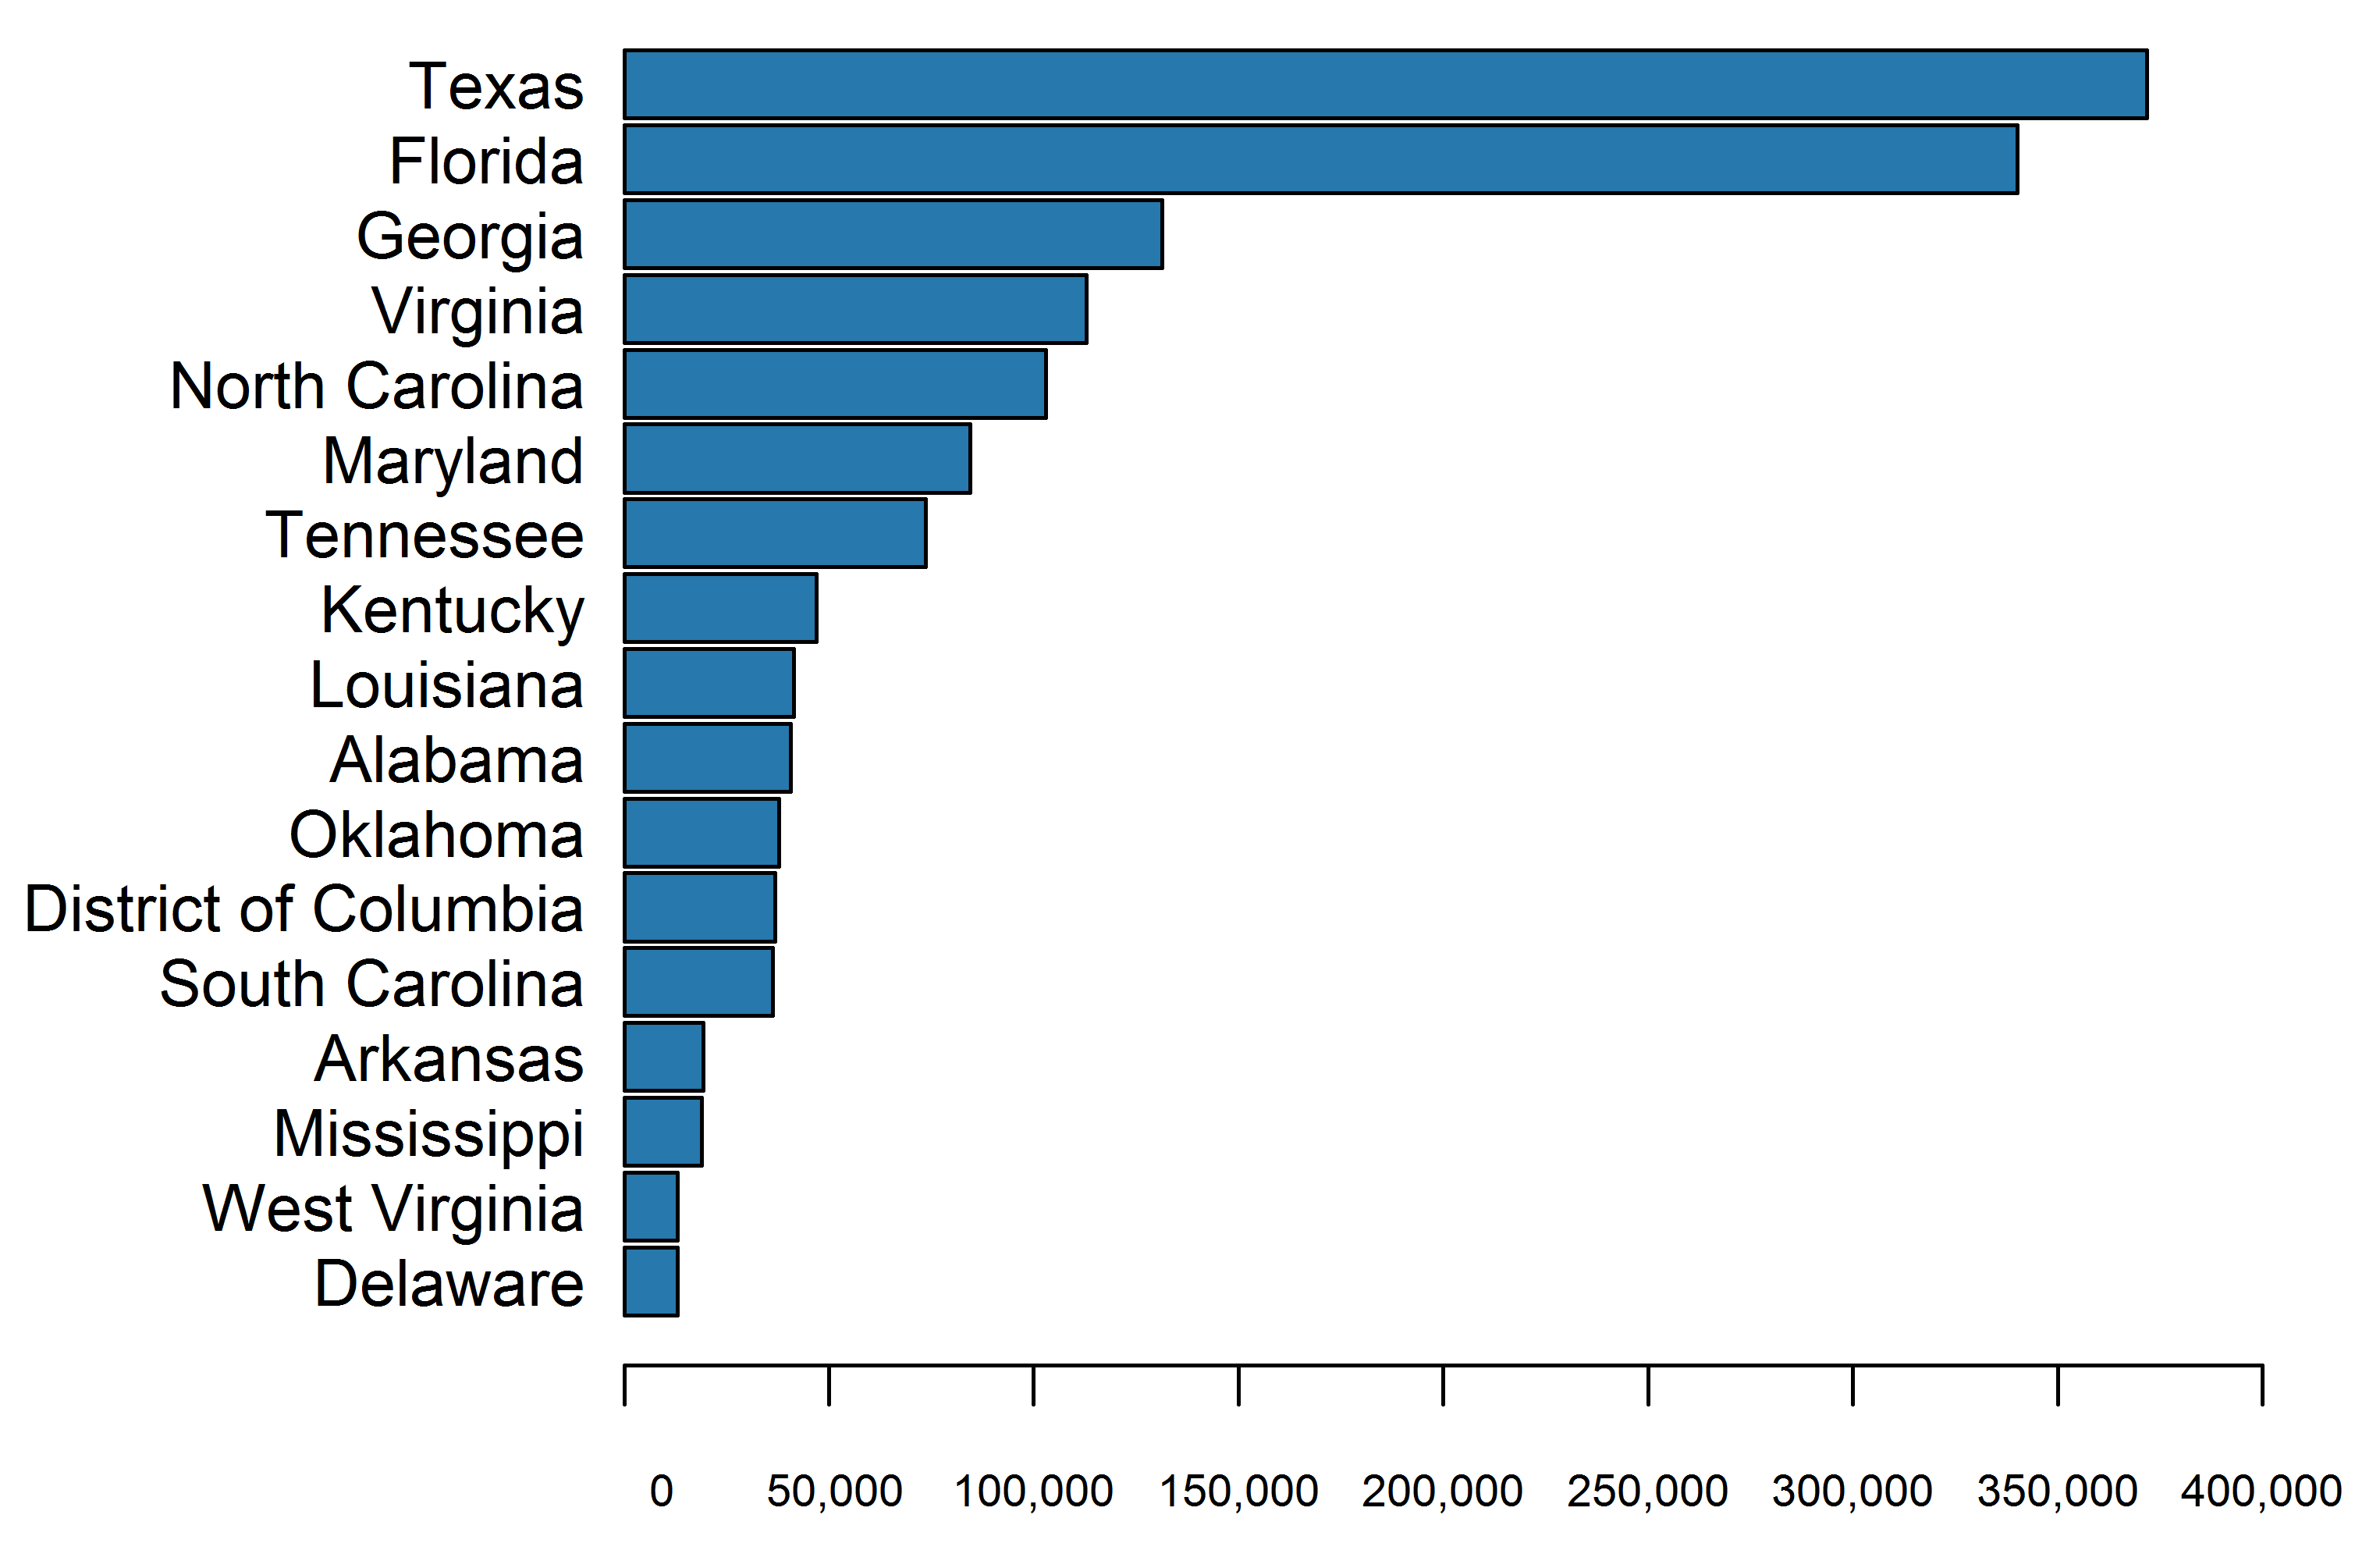 Texas
Florida
Georgia
Virginia
North Carolina
Maryland
Tennessee
Kentucky
Louisiana
Alabama
Oklahoma
District of Columbia
South Carolina
Arkansas
Mississippi
West Virginia
Delaware
0 50,000 100,000 150,000 200,000 250,000 300,000 350,000 400,000